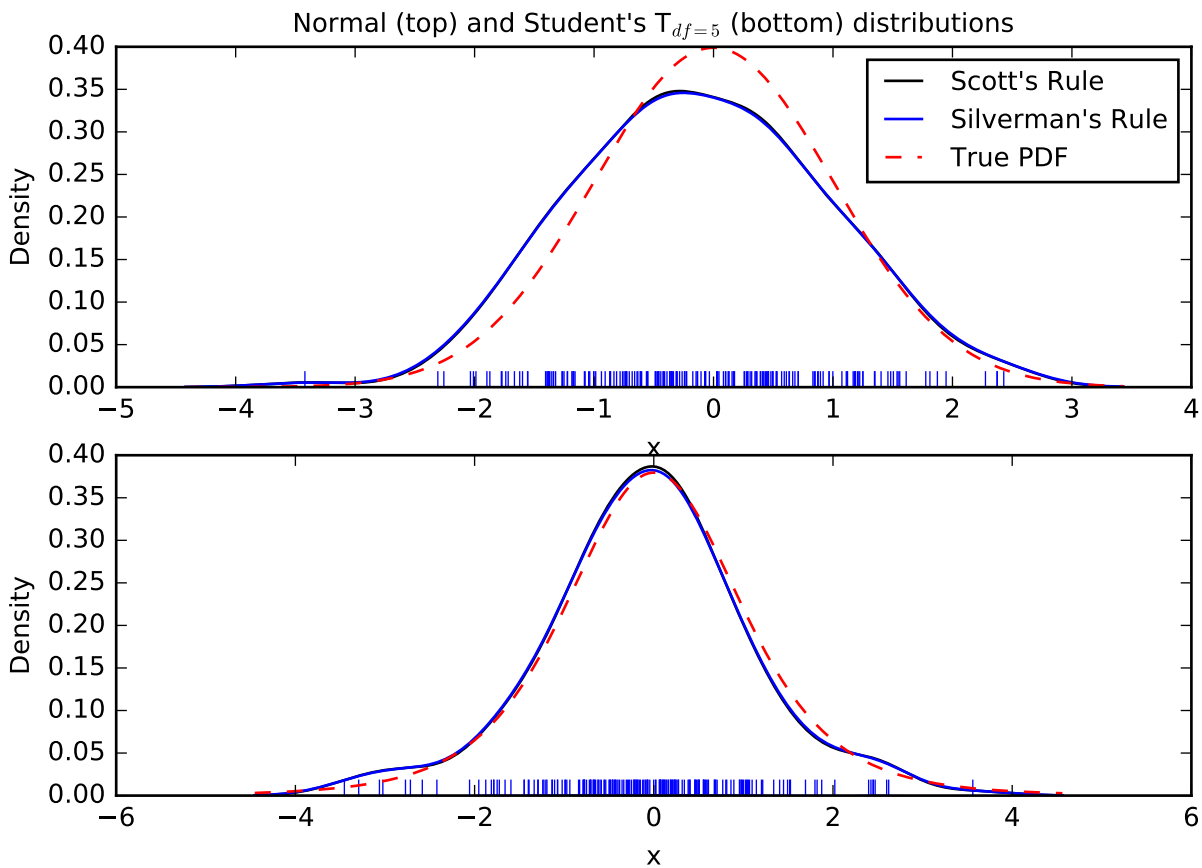 Normal (top) and Student's T_{df=5} (bottom) distributions
0.40
0.35
0.30
0.25
0.20
0.15
0.10
0.05
0.00
Density
Scott's Rule
Silverman's Rule
True PDF
−5 −4 −3 −2 −1 0 1 2 3 4
x
0.40
0.35
0.30
0.25
0.20
0.15
0.10
0.05
0.00
Density
−6 −4 −2 0 2 4 6
x